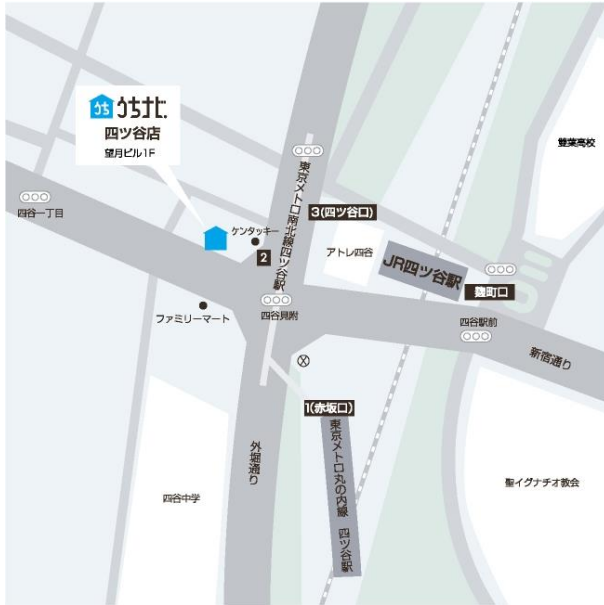 うち うちナビ.
四ツ谷店
望月ビル1F
雙葉高校
四谷一丁目
ケンタッキー
東京メトロ南北線四ツ谷駅
3(四ツ谷口)
アトレ四谷
JR四ツ谷駅
麹町口
2
ファミリーマート
四谷見附
四谷駅前
新宿通り
1(赤坂口)
外堀通り
東京メトロ丸の内線 四ツ谷駅
四谷中学
聖イグナチオ教会